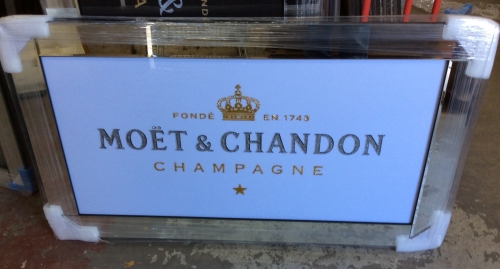 FONDÉ EN 1743
MOËT & CHANDON
CHAMPAGNE